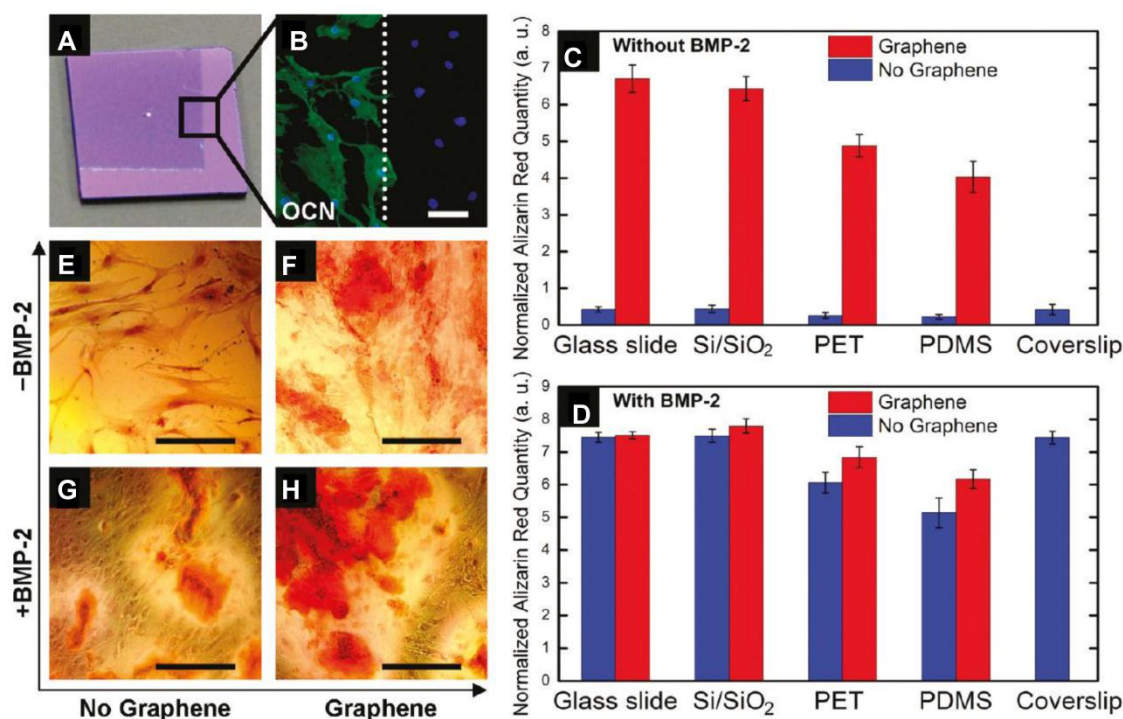 A
B
OCN
C
Without BMP-2
Graphene
No Graphene
Normalized Alizarin Red Quantity (a. u.)
8
7
6
5
4
3
2
1
0
Glass slide Si/SiO₂ PET PDMS Coverslip
D
With BMP-2
Graphene
No Graphene
Normalized Alizarin Red Quantity (a. u.)
9
8
7
6
5
4
3
2
1
0
Glass slide Si/SiO₂ PET PDMS Coverslip
E
F
–BMP-2
G
H
+BMP-2
No Graphene Graphene